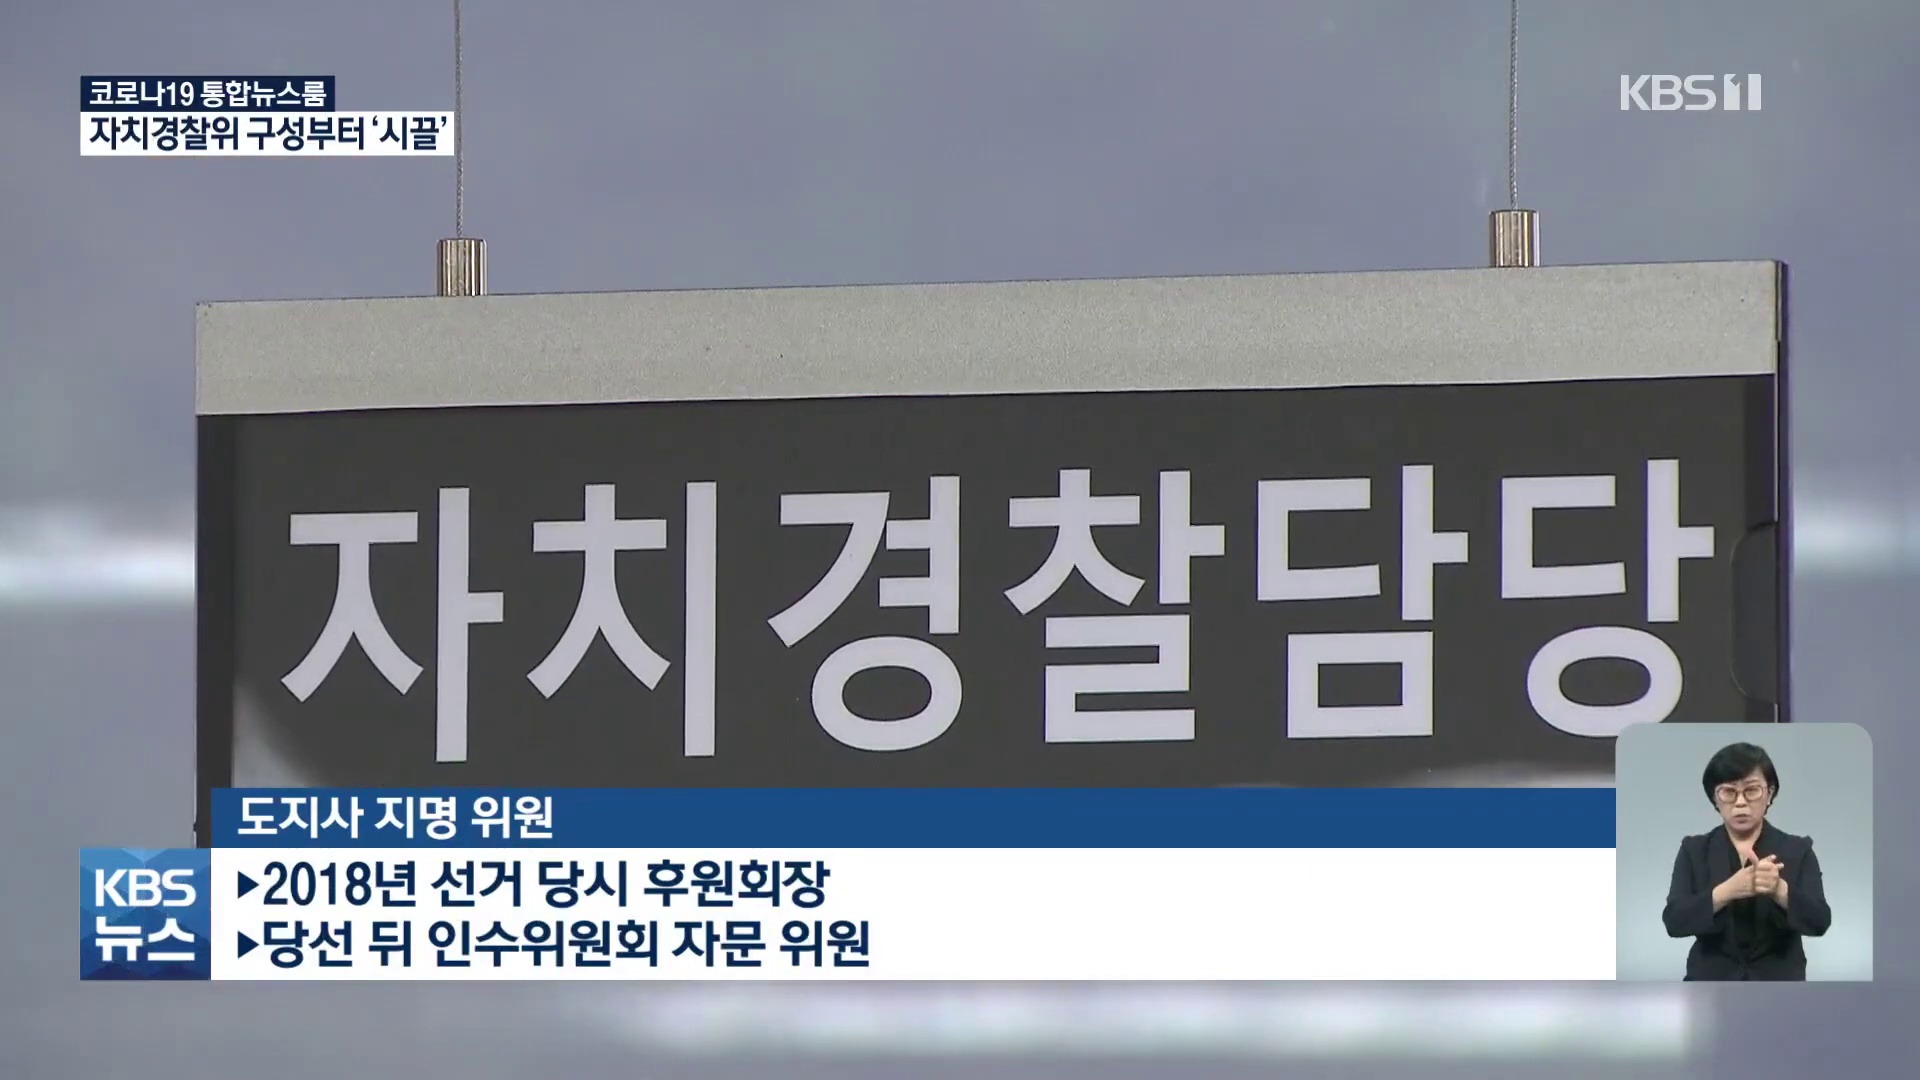 코로나19 통합뉴스룸
자치경찰위 구성부터 ‘시끌’
KBS 1
자치경찰담당
도지사 지명 위원
▶2018년 선거 당시 후원회장
▶당선 뒤 인수위원회 자문 위원
KBS
뉴스